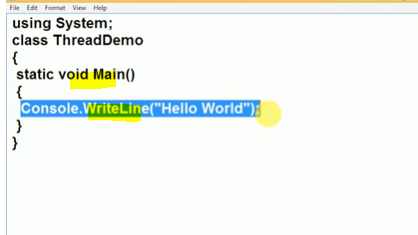 File Edit Format View Help
using System;
class ThreadDemo
{
static void Main()
{
Console.WriteLine("Hello World");
}
}